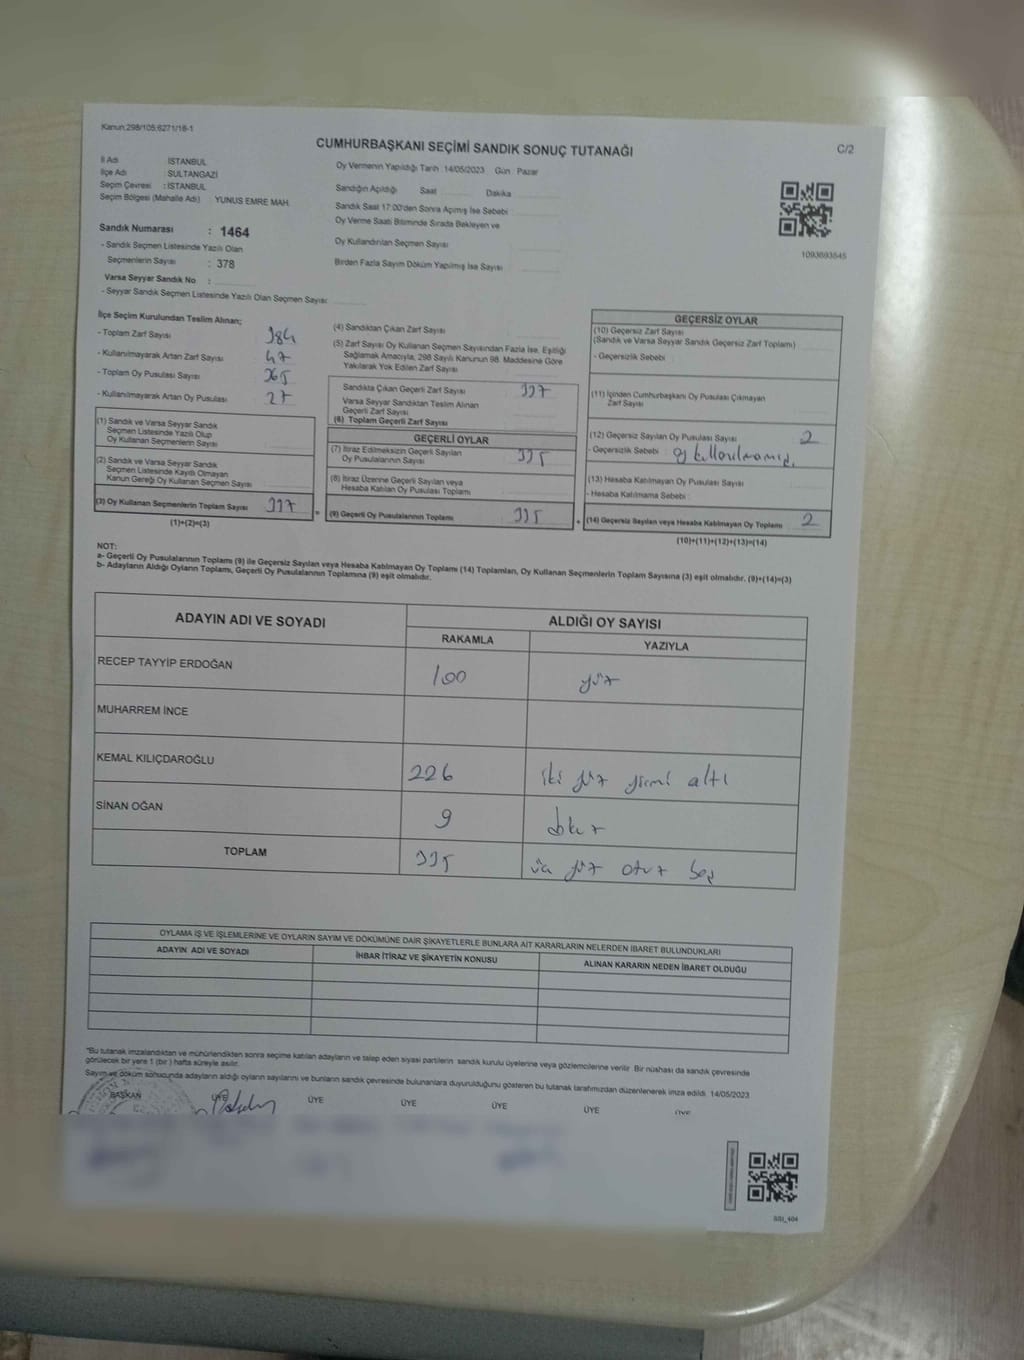 Kanun:298/105;6271/18-1
CUMHURBAŞKANI SEÇİMİ SANDIK SONUÇ TUTANAĞI
C/2
İl Adı : İSTANBUL
İlçe Adı : SULTANGAZİ
Seçim Çevresi : İSTANBUL
Seçim Bölgesi (Mahalle Adı) : YUNUS EMRE MAH.
Sandık Numarası : 1464
- Sandık Seçmen Listesinde Yazılı Olan
Seçmenlerin Sayısı : 378
Varsa Seyyar Sandık No :
- Seyyar Sandık Seçmen Listesinde Yazılı Olan Seçmen Sayısı:
Oy Vermenin Yapıldığı Tarih :14/05/2023 Gün : Pazar
Sandığın Açıldığı Saat Dakika
Sandık Saat 17:00'den Sonra Açımış İse Sebebi
Oy Verme Saati Bitiminde Sırada Bekleyen ve
Oy Kullandırılan Seçmen Sayısı
Birden Fazla Sayım Döküm Yapılmış İse Sayısı
1093693545
İlçe Seçim Kurulundan Teslim Alınan;
- Toplam Zarf Sayısı 384
- Kullanılmayarak Artan Zarf Sayısı 47
- Toplam Oy Pusulası Sayısı 365
- Kullanılmayarak Artan Oy Pusulası 27
(1) Sandık ve Varsa Seyyar Sandık
Seçmen Listesinde Yazılı Olup
Oy Kullanan Seçmenlerin Sayısı
(2) Sandık ve Varsa Seyyar Sandık
Seçmen Listesinde Kayıtlı Olmayan
Kanun Gereği Oy Kullanan Seçmen Sayısı
(3) Oy Kullanan Seçmenlerin Toplam Sayısı 337
(1)+(2)=(3)
(4) Sandıktan Çıkan Zarf Sayısı
(5) Zarf Sayısı Oy Kullanan Seçmen Sayısından Fazla İse, Eşitliği
Sağlamak Amacıyla, 298 Sayılı Kanunun 98. Maddesine Göre
Yakılarak Yok Edilen Zarf Sayısı
Sandıkta Çıkan Geçerli Zarf Sayısı 337
Varsa Seyyar Sandıktan Teslim Alınan
Geçerli Zarf Sayısı
(6) Toplam Geçerli Zarf Sayısı
GEÇERLİ OYLAR
(7) İtiraz Edilmeksizin Geçerli Sayılan
Oy Pusulalarının Sayısı 335
(8) İtiraz Üzerine Geçerli Sayılan veya
Hesaba Katılan Oy Pusulası Toplamı
= (9) Geçerli Oy Pusulalarının Toplamı 335
GEÇERSİZ OYLAR
(10) Geçersiz Zarf Sayısı
(Sandık ve Varsa Seyyar Sandık Geçersiz Zarf Toplamı)
- Geçersizlik Sebebi
(11) İçinden Cumhurbaşkanı Oy Pusulası Çıkmayan
Zarf Sayısı
(12) Geçersiz Sayılan Oy Pusulası Sayısı 2
- Geçersizlik Sebebi : oy kullanılmamış.
(13) Hesaba Katılmayan Oy Pusulası Sayısı
- Hesaba Katılmama Sebebi
+ (14) Geçersiz Sayılan veya Hesaba Katılmayan Oy Toplamı 2
(10)+(11)+(12)+(13)=(14)
NOT:
a- Geçerli Oy Pusulalarının Toplamı (9) ile Geçersiz Sayılan veya Hesaba Katılmayan Oy Toplamı (14) Toplamları, Oy Kullanan Seçmenlerin Toplam Sayısına (3) eşit olmalıdır. (9)+(14)=(3)
b- Adayların Aldığı Oyların Toplamı, Geçerli Oy Pusulalarının Toplamına (9) eşit olmalıdır.
ADAYIN ADI VE SOYADI
ALDIĞI OY SAYISI
RAKAMLA YAZIYLA
RECEP TAYYİP ERDOĞAN 100 yüz
MUHARREM İNCE
KEMAL KILIÇDAROĞLU 226 iki yüz yirmi altı
SİNAN OĞAN 9 dokuz
TOPLAM 335 üç yüz otuz beş
OYLAMA İŞ VE İŞLEMLERİNE VE OYLARIN SAYIM VE DÖKÜMÜNE DAİR ŞİKAYETLERLE BUNLARA AİT KARARLARIN NELERDEN İBARET BULUNDUKLARI
ADAYIN ADI VE SOYADI İHBAR İTİRAZ VE ŞİKAYETİN KONUSU ALINAN KARARIN NEDEN İBARET OLDUĞU
*Bu tutanak imzalandıktan ve mühürlendikten sonra seçime katılan adayların ve talep eden siyasi partilerin sandık kurulu üyelerine veya gözlemcilerine verilir. Bir nüshası da sandık çevresinde
görülecek bir yere 1 (bir) hafta süreyle asılır.
Sayım ve döküm sonucunda adayların aldığı oyların sayılarını ve bunların sandık çevresinde bulunanlara duyurulduğunu gösteren bu tutanak tarafımızdan düzenlenerek imza edildi. 14/05/2023
BAŞKAN ÜYE ÜYE ÜYE ÜYE ÜYE ÜYE